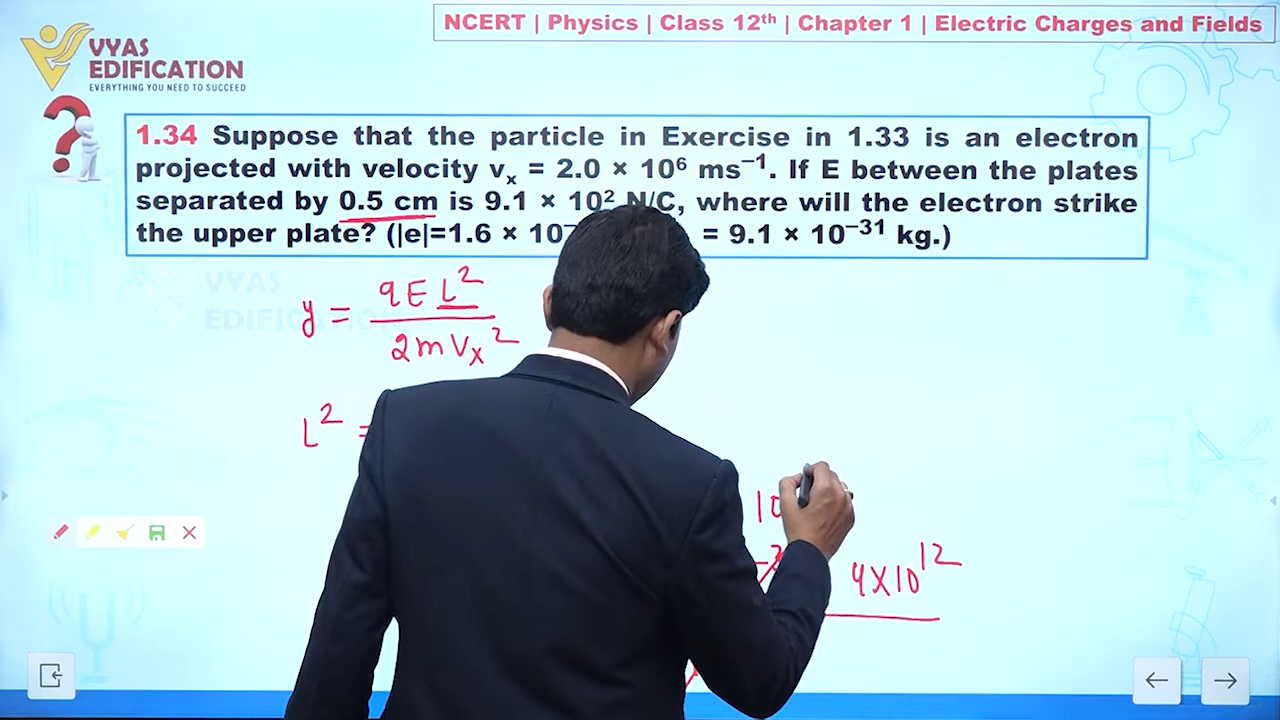 NCERT | Physics | Class 12th | Chapter 1 | Electric Charges and Fields
VYAS
EDIFICATION
EVERYTHING YOU NEED TO SUCCEED
1.34 Suppose that the particle in Exercise in 1.33 is an electron
projected with velocity vₓ = 2.0 × 10⁶ ms⁻¹. If E between the plates
separated by 0.5 cm is 9.1 × 10² N/C, where will the electron strike
the upper plate? (|e|=1.6 × 10⁻ = 9.1 × 10⁻³¹ kg.)
VYAS
EDIFICATION
y = qEL²
2mVₓ²
L² =
10
4×10¹²